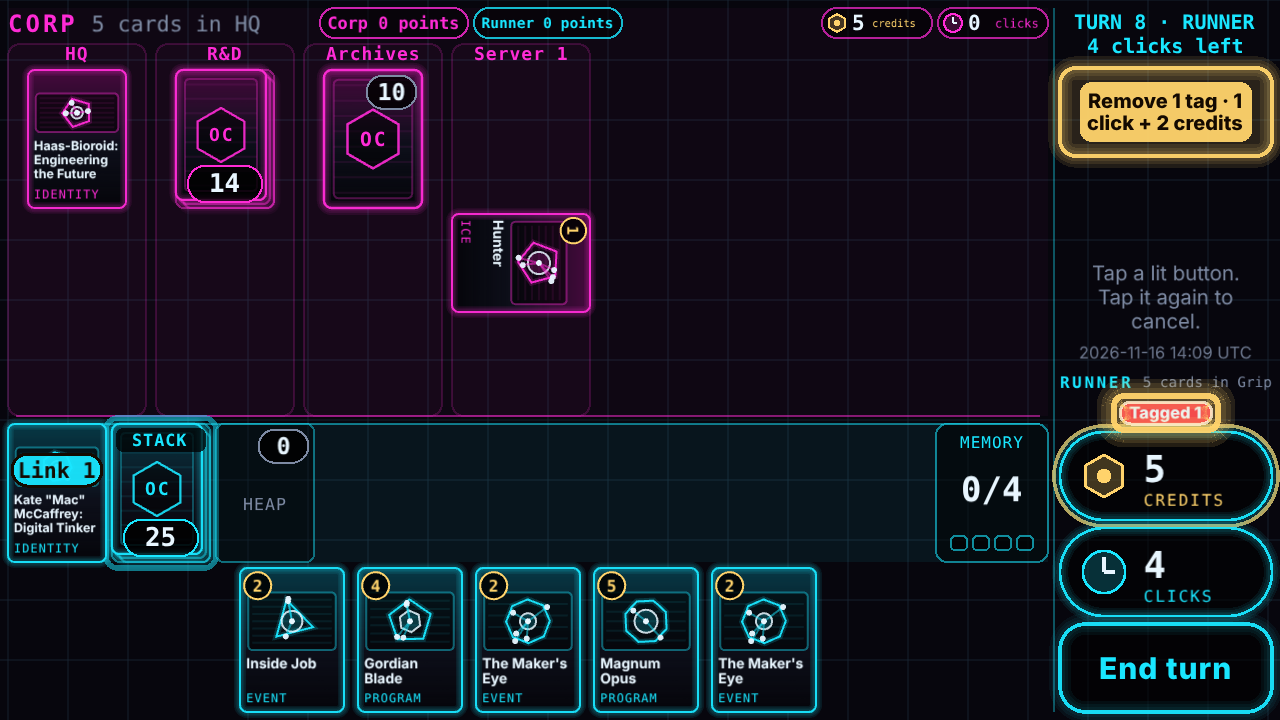 CORP 5 cards in HQ
Corp 0 points
Runner 0 points
5 credits
0 clicks
TURN 8 · RUNNER
4 clicks left
HQ
R&D
Archives
Server 1
Remove 1 tag · 1
click + 2 credits
Haas-Bioroid:
Engineering
the Future
IDENTITY
OC
14
10
OC
ICE
Hunter
1
Tap a lit button.
Tap it again to
cancel.
2026-11-16 14:09 UTC
RUNNER 5 cards in Grip
Tagged 1
5
CREDITS
4
CLICKS
End turn
Link 1
Kate "Mac"
McCaffrey:
Digital Tinker
IDENTITY
STACK
OC
25
0
HEAP
MEMORY
0/4
2
Inside Job
EVENT
4
Gordian
Blade
PROGRAM
2
The Maker's
Eye
EVENT
5
Magnum
Opus
PROGRAM
2
The Maker's
Eye
EVENT